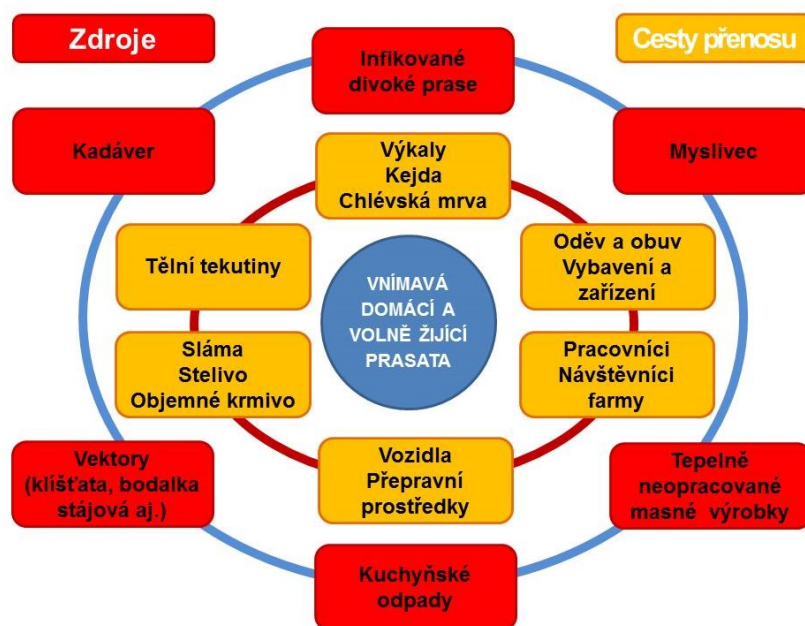 Zdroje
Cesty přenosu
Infikované
divoké prase
Kadáver
Myslivec
Výkaly
Kejda
Chlévská mrva
Tělní tekutiny
Oděv a obuv
Vybavení a
zařízení
VNÍMAVÁ
DOMÁCÍ A
VOLNĚ ŽIJÍCÍ
PRASATA
Sláma
Stelivo
Objemné krmivo
Pracovníci
Návštěvníci
farmy
Vektory
(klíšťata, bodalka
stájová aj.)
Vozidla
Přepravní
prostředky
Tepelně
neopracované
masné výrobky
Kuchyňské
odpady